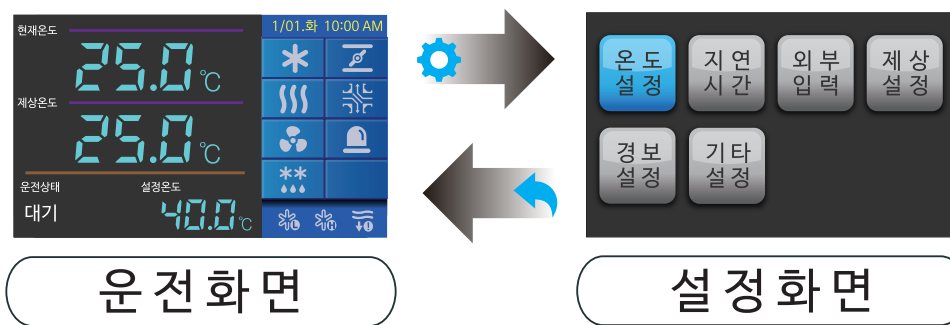 현재온도
25.0 ℃
제상온도
25.0 ℃
운전상태
설정온도
대기
40.0 ℃
1/01.화 10:00 AM
L
H
온도
설정
지연
시간
외부
입력
제상
설정
경보
설정
기타
설정
운전화면
설정화면